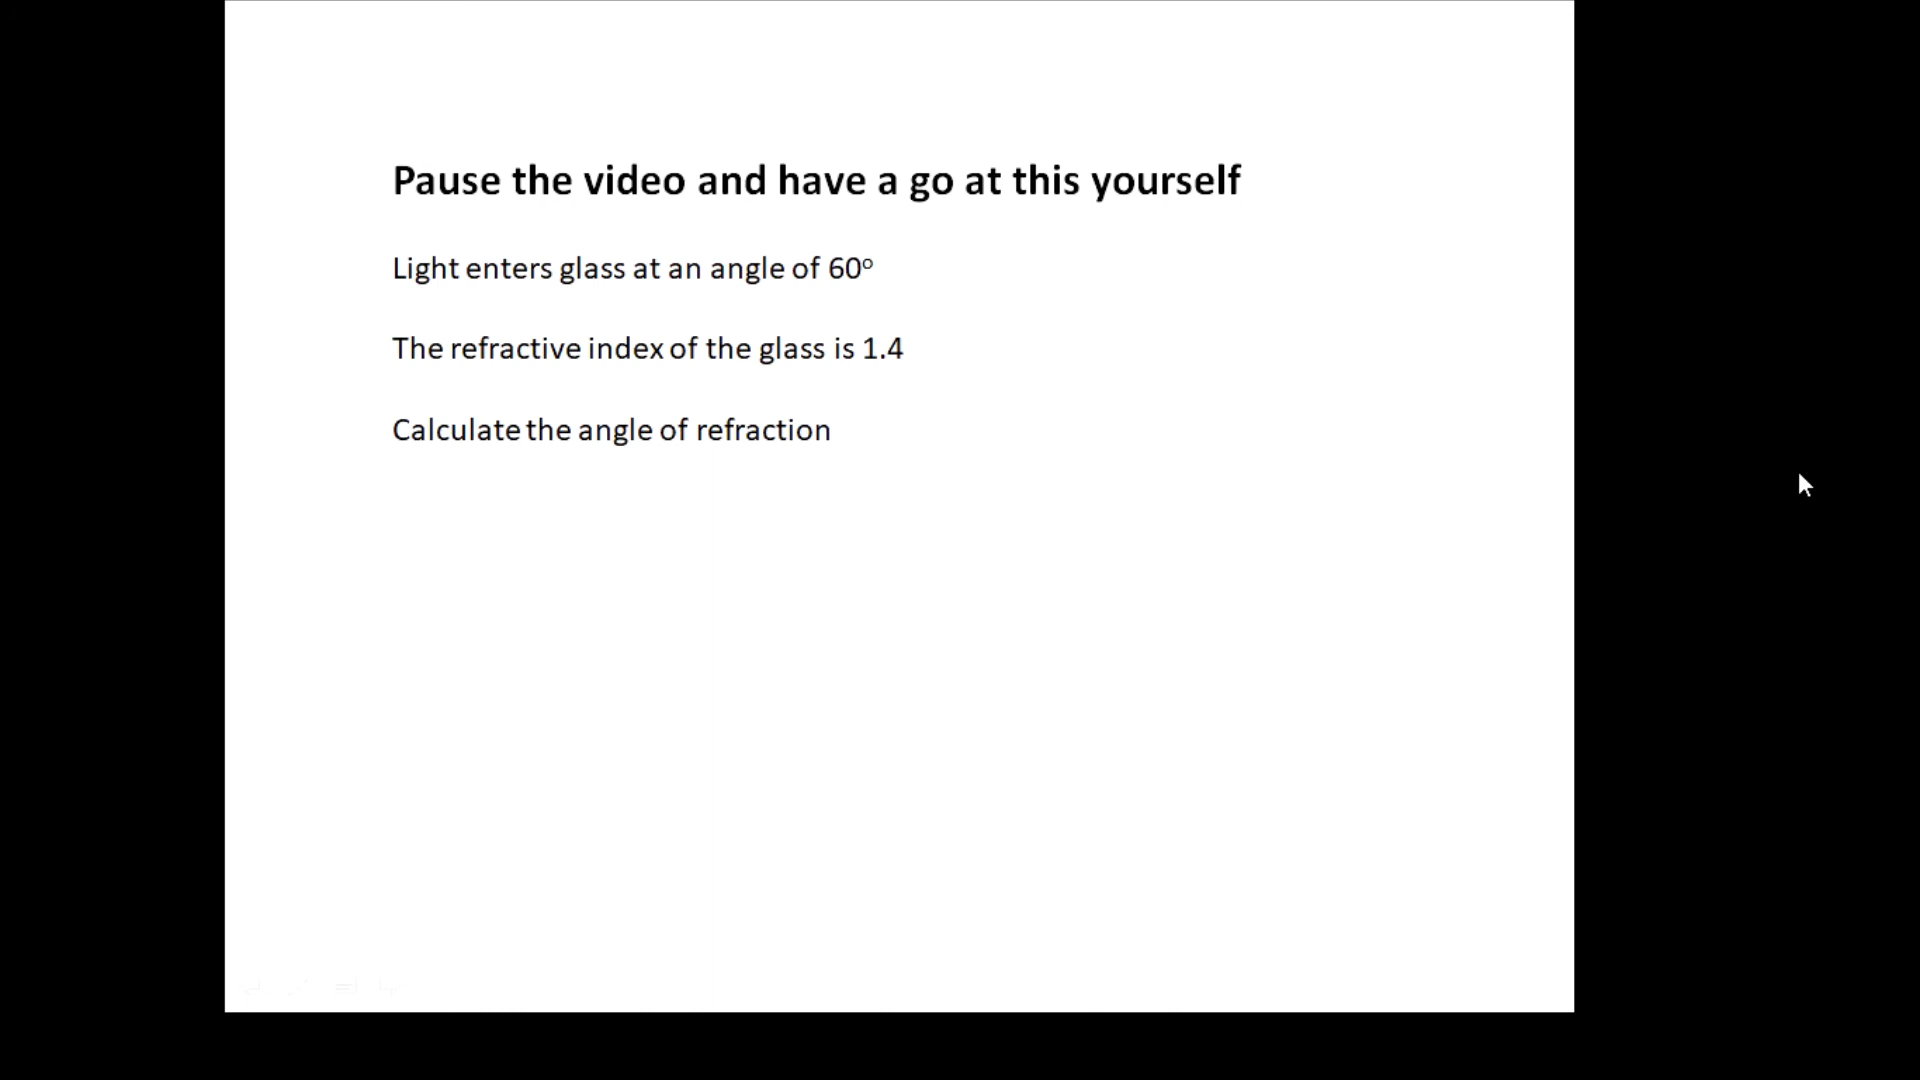 Pause the video and have a go at this yourself
Light enters glass at an angle of 60º
The refractive index of the glass is 1.4
Calculate the angle of refraction